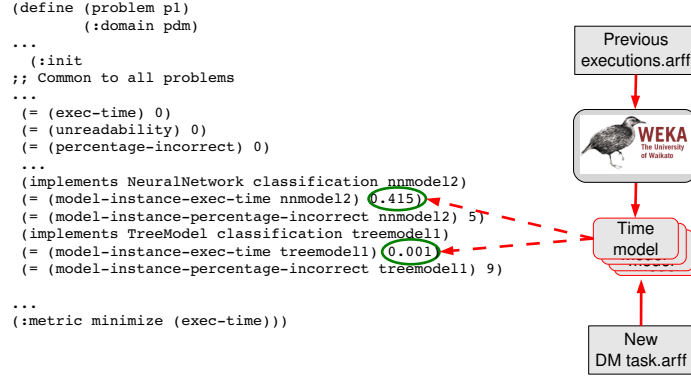 (define (problem p1)
(:domain pdm)
...
(:init
;; Common to all problems
...
(= (exec-time) 0)
(= (unreadability) 0)
(= (percentage-incorrect) 0)
...
(implements NeuralNetwork classification nnmodel2)
(= (model-instance-exec-time nnmodel2) 0.415)
(= (model-instance-percentage-incorrect nnmodel2) 5)
(implements TreeModel classification treemodel1)
(= (model-instance-exec-time treemodel1) 0.001)
(= (model-instance-percentage-incorrect treemodel1) 9)
...
(:metric minimize (exec-time)))
Previous
executions.arff
WEKA
The University
of Waikato
Time
model
New
DM task.arff